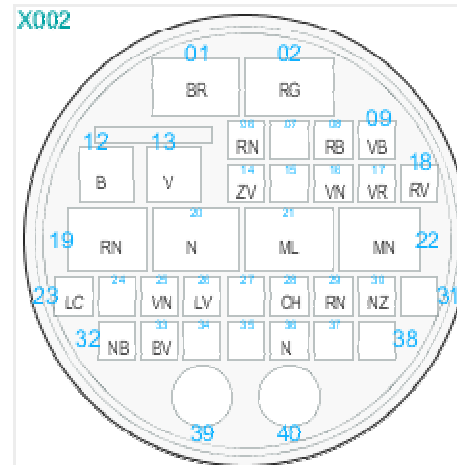 X002
01 02
BR RG
06 07 08 09
RN RB VB
12 13
14 15 16 17 18
B V ZV VN VR RV
19 20 21 22
RN N ML MN
23 24 25 26 27 28 29 30 31
LC VN LV OH RN NZ
32 33 34 35 36 37 38
NB BV N
39 40